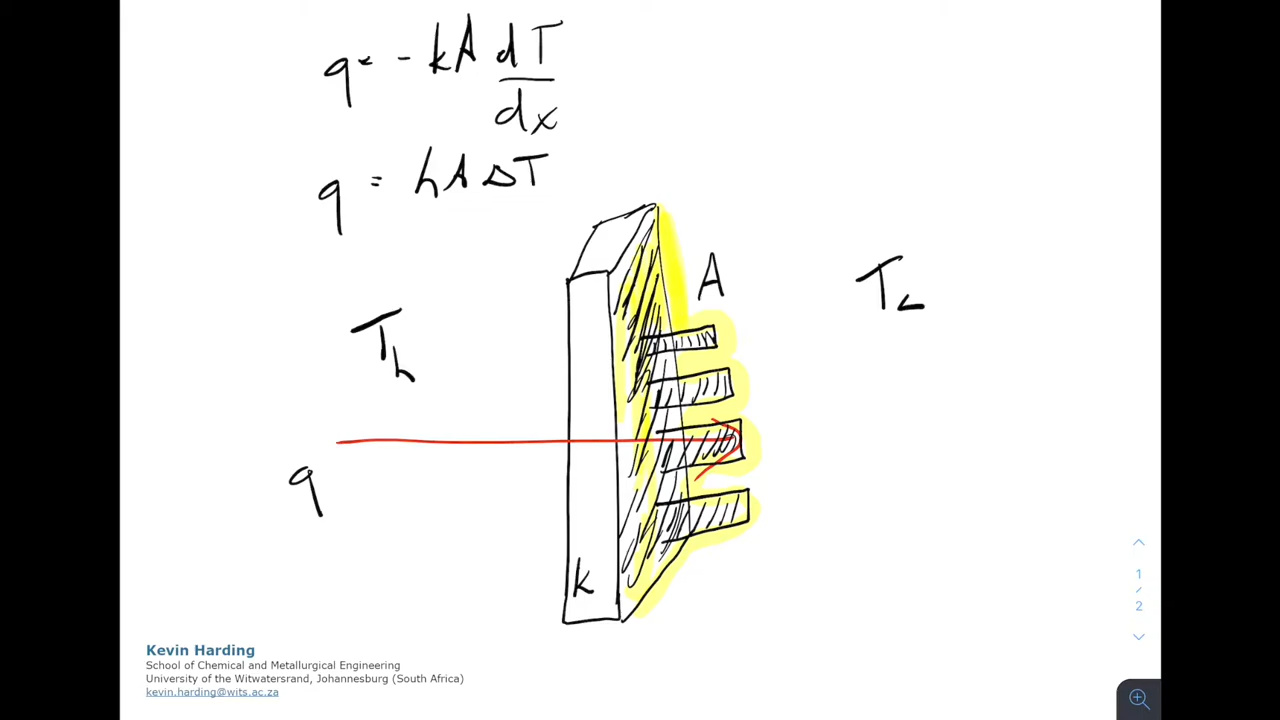 q = - kA dT
dx
q = hAΔT
A
T_L
T_h
q
k
Kevin Harding
School of Chemical and Metallurgical Engineering
University of the Witwatersrand, Johannesburg (South Africa)
kevin.harding@wits.ac.za
1
/
2